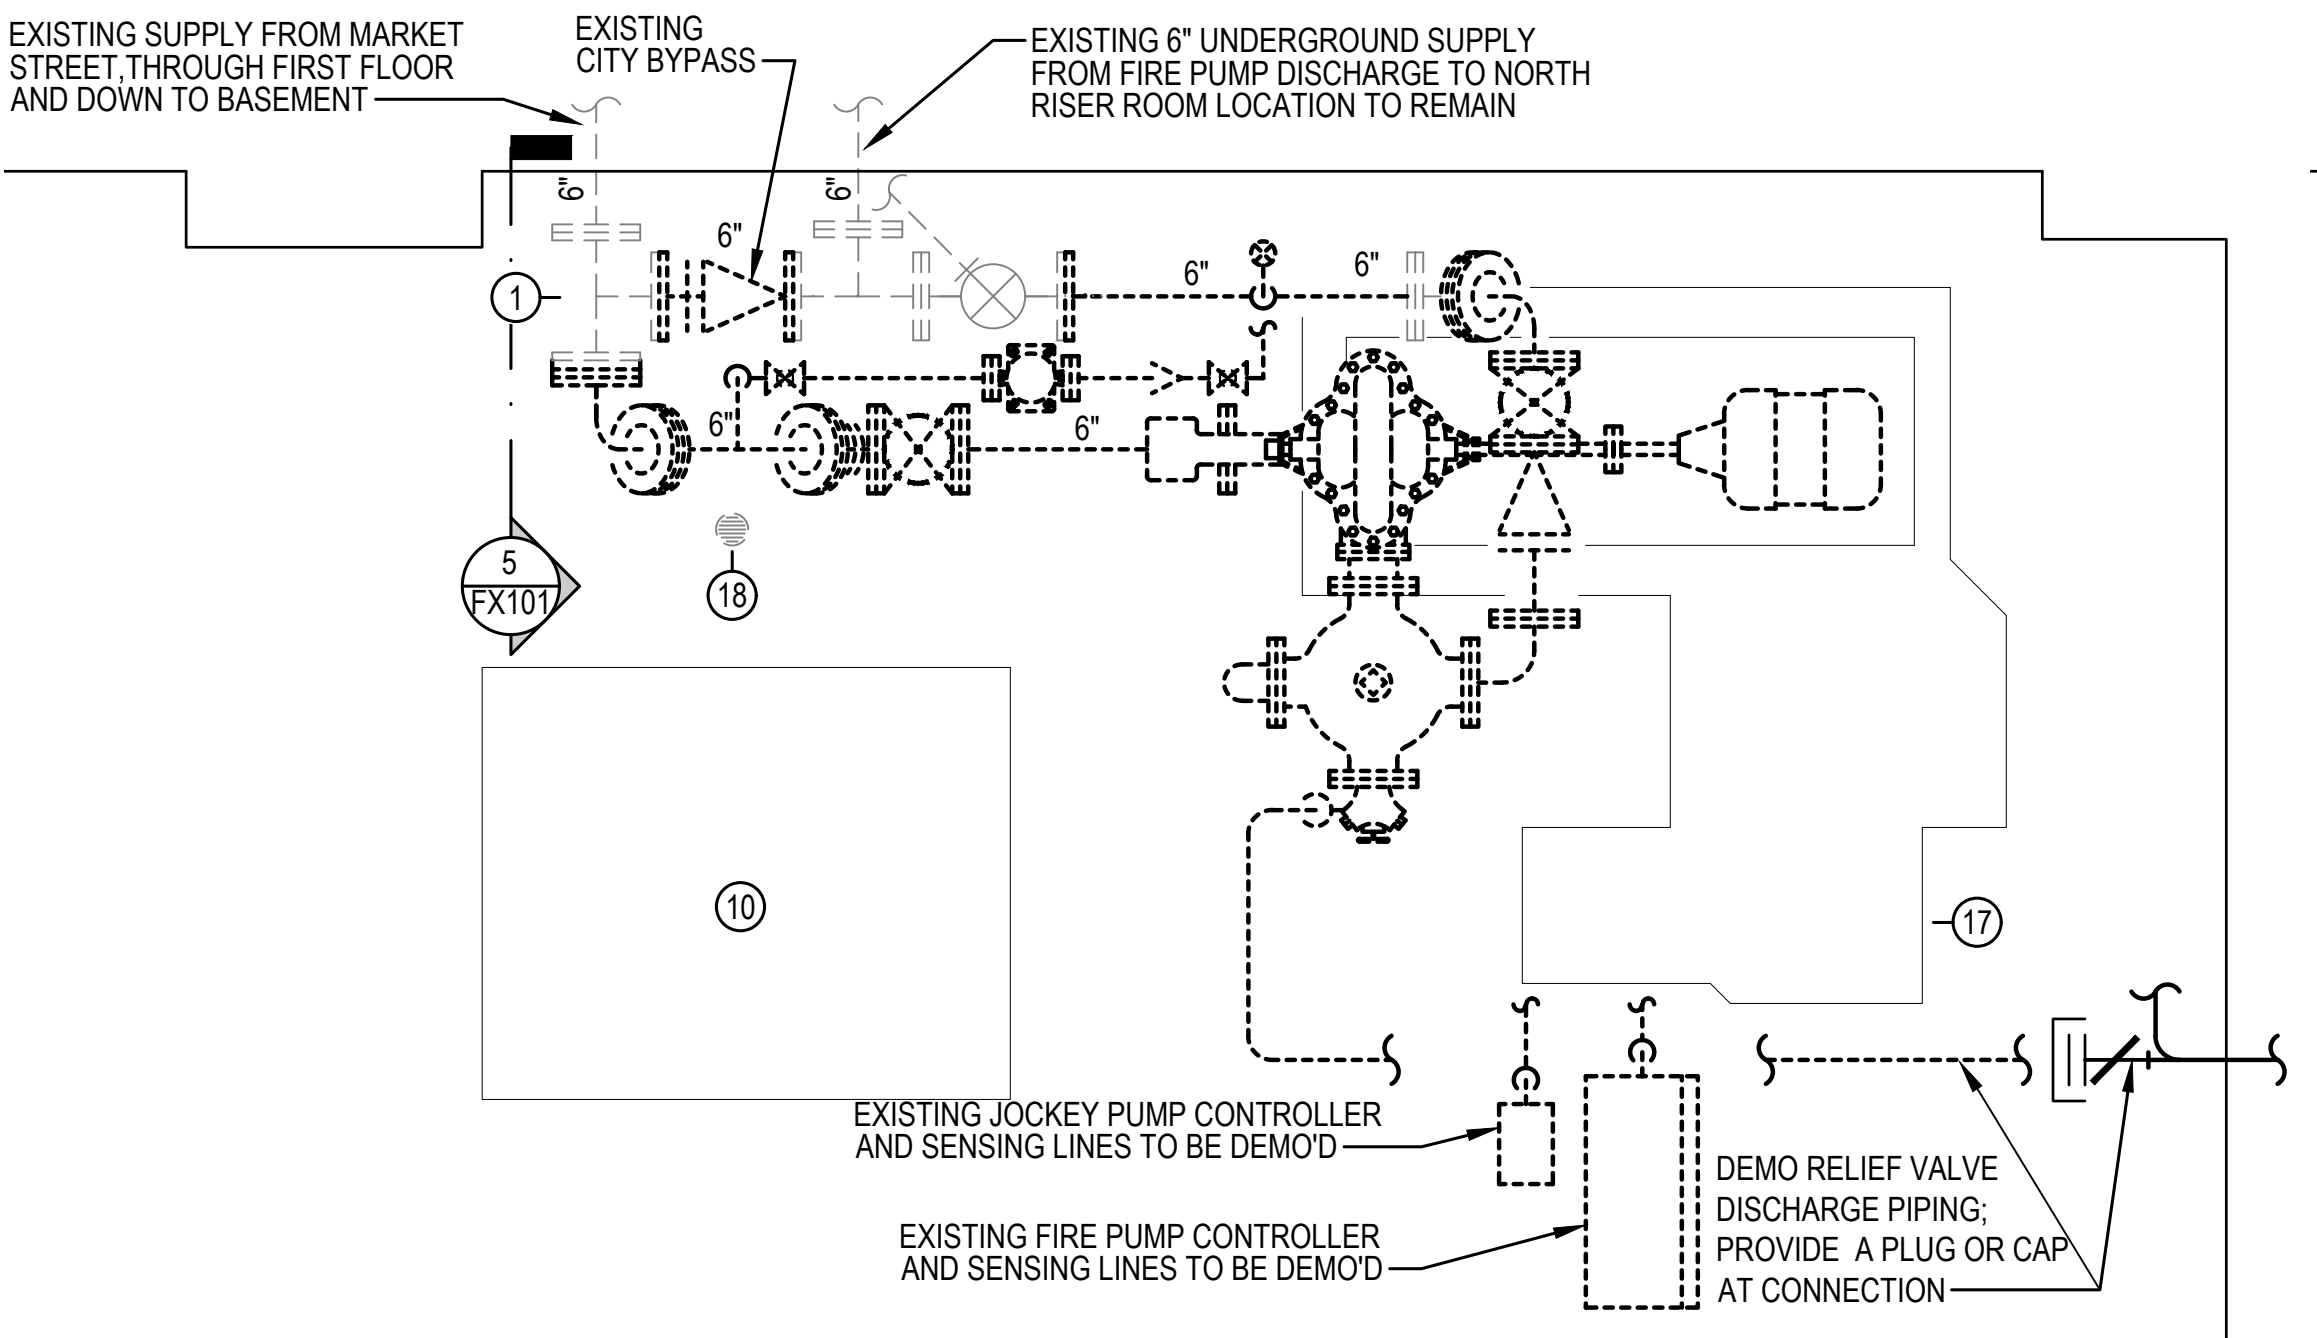 EXISTING SUPPLY FROM MARKET
STREET,THROUGH FIRST FLOOR
AND DOWN TO BASEMENT
EXISTING
CITY BYPASS
EXISTING 6" UNDERGROUND SUPPLY
FROM FIRE PUMP DISCHARGE TO NORTH
RISER ROOM LOCATION TO REMAIN
6"
6"
6"
6"
6"
1
6"
6"
5
FX101
18
10
17
EXISTING JOCKEY PUMP CONTROLLER
AND SENSING LINES TO BE DEMO'D
EXISTING FIRE PUMP CONTROLLER
AND SENSING LINES TO BE DEMO'D
DEMO RELIEF VALVE
DISCHARGE PIPING;
PROVIDE A PLUG OR CAP
AT CONNECTION